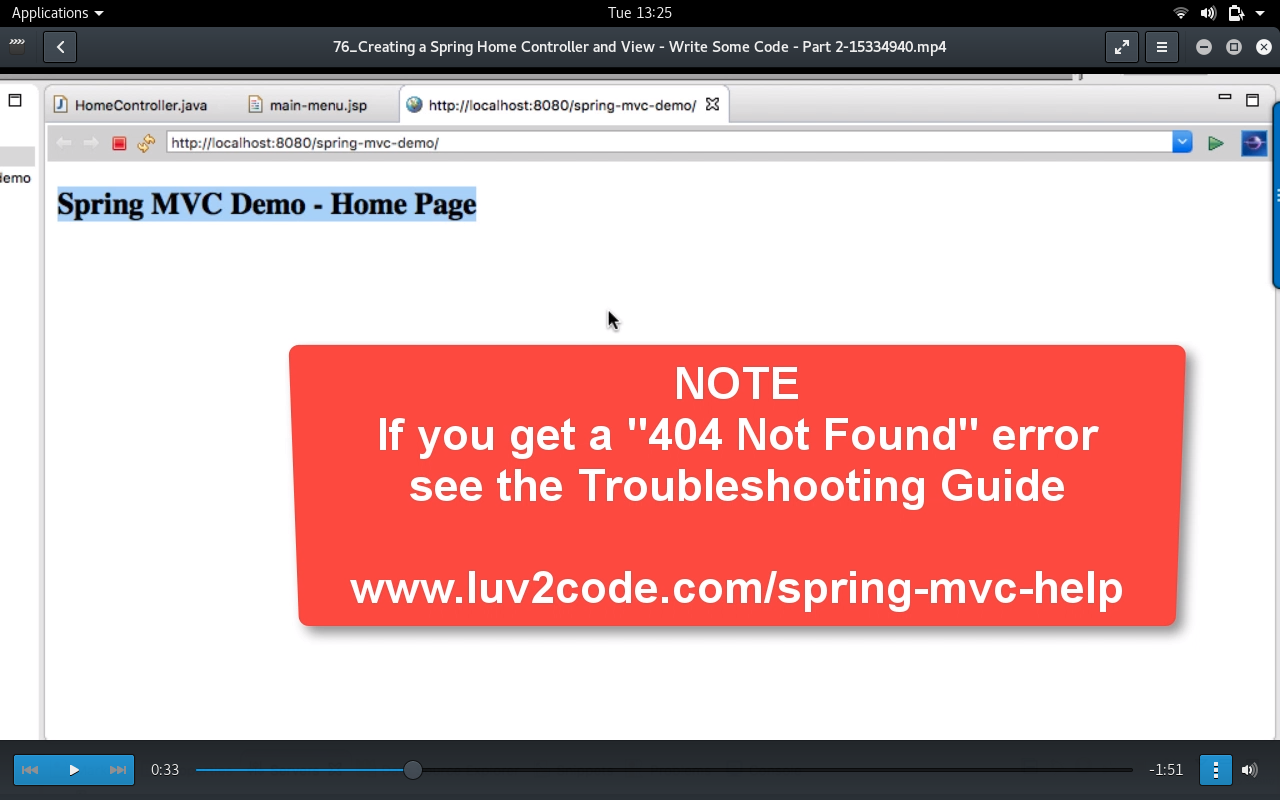 Applications
Tue 13:25
76_Creating a Spring Home Controller and View - Write Some Code - Part 2-15334940.mp4
HomeController.java
main-menu.jsp
http://localhost:8080/spring-mvc-demo/
http://localhost:8080/spring-mvc-demo/
demo
Spring MVC Demo - Home Page
NOTE
If you get a "404 Not Found" error
see the Troubleshooting Guide
www.luv2code.com/spring-mvc-help
0:33
-1:51